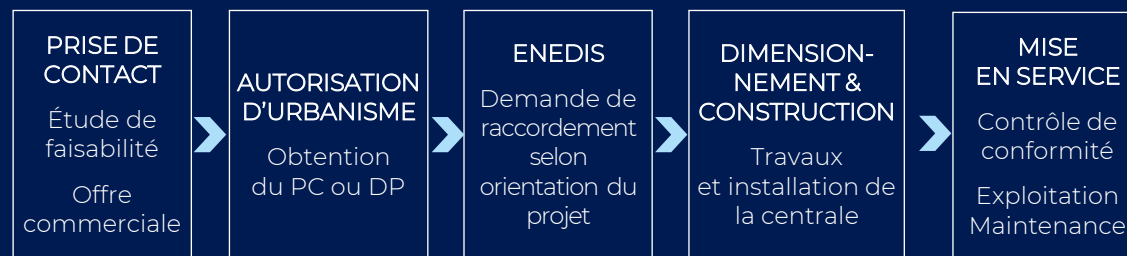 PRISE DE
CONTACT
Étude de
faisabilité
Offre
commerciale
AUTORISATION
D'URBANISME
Obtention
du PC ou DP
ENEDIS
Demande de
raccordement
selon
orientation du
projet
DIMENSION-
NEMENT &
CONSTRUCTION
Travaux
et installation de
la centrale
MISE
EN SERVICE
Contrôle de
conformité
Exploitation
Maintenance